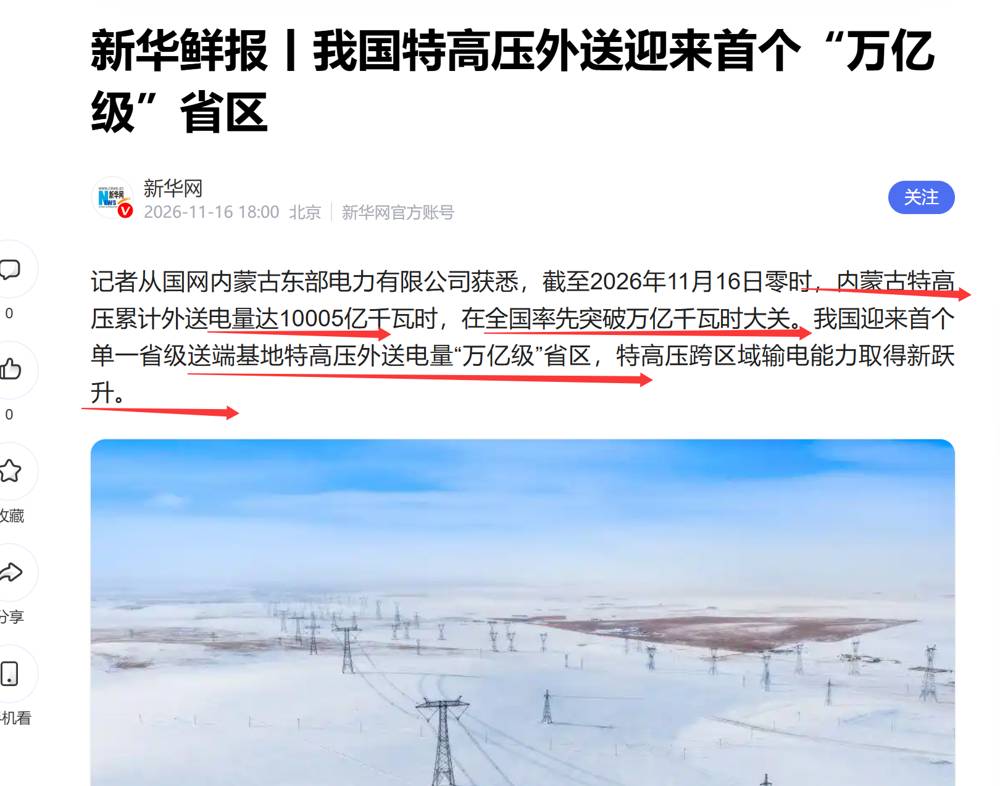 新华鲜报丨我国特高压外送迎来首个“万亿
级”省区
新华网
2026-11-16 18:00 北京 新华网官方账号
关注
记者从国网内蒙古东部电力有限公司获悉，截至2026年11月16日零时，内蒙古特高
压累计外送电量达10005亿千瓦时，在全国率先突破万亿千瓦时大关。我国迎来首个
单一省级送端基地特高压外送电量“万亿级”省区，特高压跨区域输电能力取得新跃
升。
0
0
收藏
分享
手机看